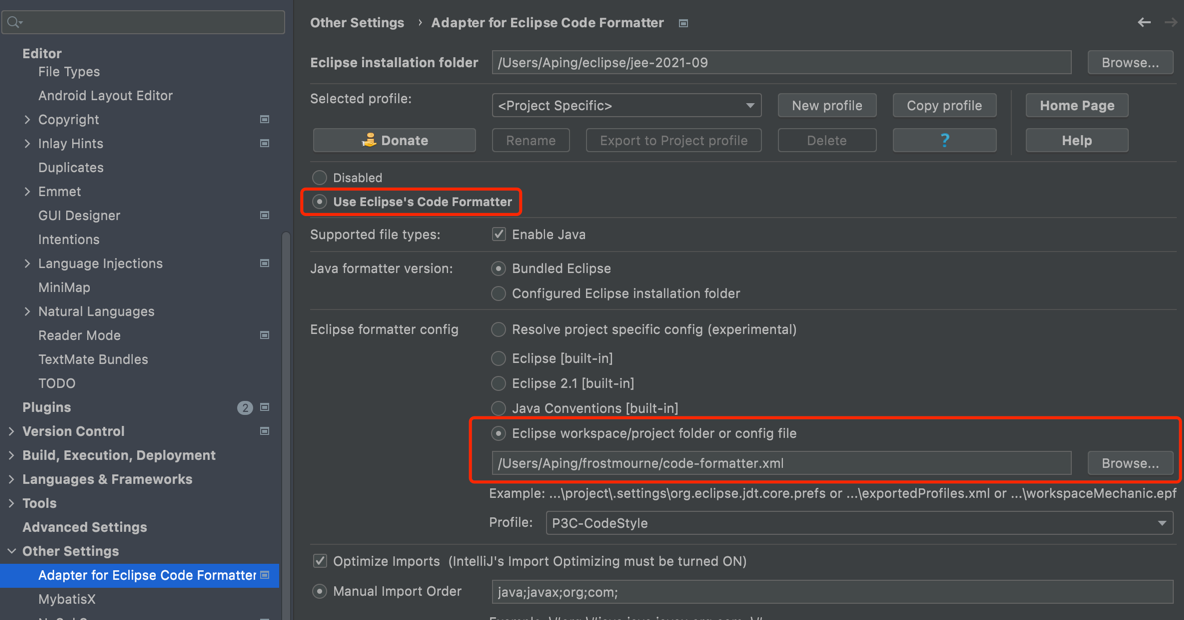 Editor
File Types
Android Layout Editor
Copyright
Inlay Hints
Duplicates
Emmet
GUI Designer
Intentions
Language Injections
MiniMap
Natural Languages
Reader Mode
TextMate Bundles
TODO
Plugins 2
Version Control
Build, Execution, Deployment
Languages & Frameworks
Tools
Advanced Settings
Other Settings
Adapter for Eclipse Code Formatter
MybatisX
Other Settings › Adapter for Eclipse Code Formatter
Eclipse installation folder /Users/Aping/eclipse/jee-2021-09 Browse...
Selected profile: <Project Specific> New profile Copy profile Home Page
Donate Rename Export to Project profile Delete ? Help
Disabled
Use Eclipse's Code Formatter
Supported file types: Enable Java
Java formatter version: Bundled Eclipse
Configured Eclipse installation folder
Eclipse formatter config Resolve project specific config (experimental)
Eclipse [built-in]
Eclipse 2.1 [built-in]
Java Conventions [built-in]
Eclipse workspace/project folder or config file
/Users/Aping/frostmourne/code-formatter.xml Browse...
Example: ...\project\.settings\org.eclipse.jdt.core.prefs or ...\exportedProfiles.xml or ...\workspaceMechanic.epf
Profile: P3C-CodeStyle
Optimize Imports (IntelliJ's Import Optimizing must be turned ON)
Manual Import Order java;javax;org;com;